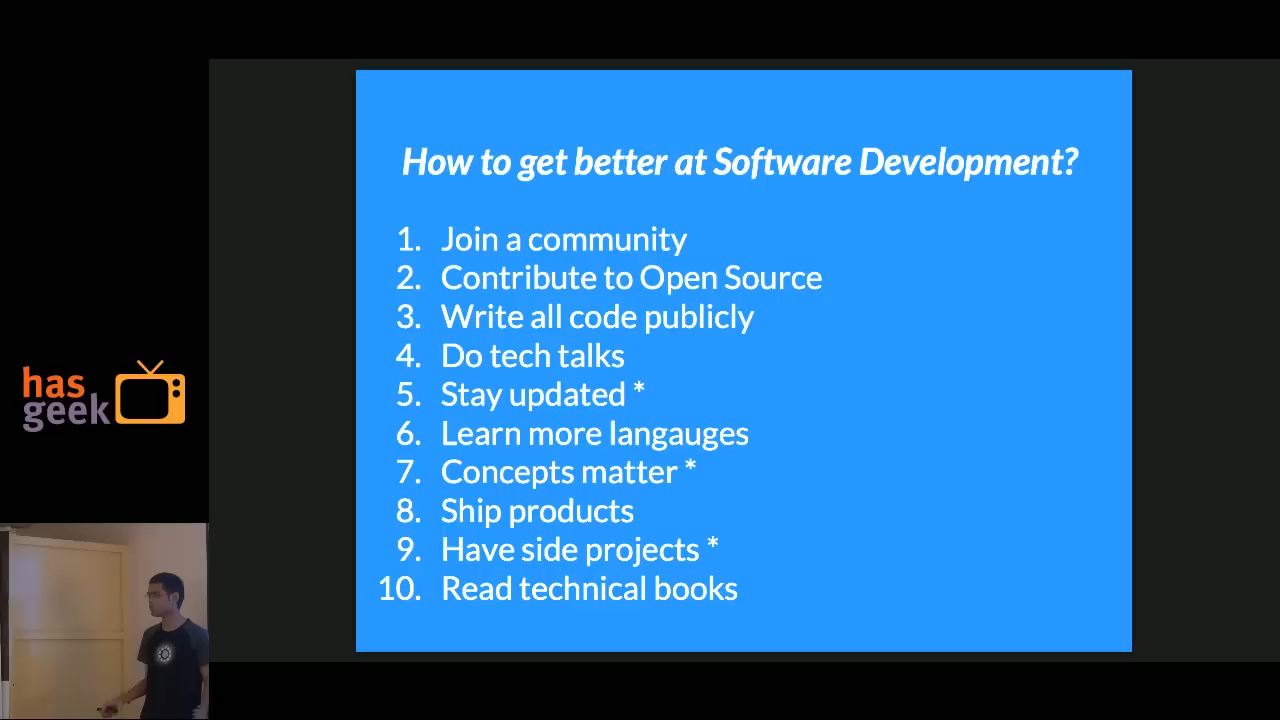 How to get better at Software Development?
1. Join a community
2. Contribute to Open Source
3. Write all code publicly
4. Do tech talks
5. Stay updated *
6. Learn more langauges
7. Concepts matter *
8. Ship products
9. Have side projects *
10. Read technical books
has
geek